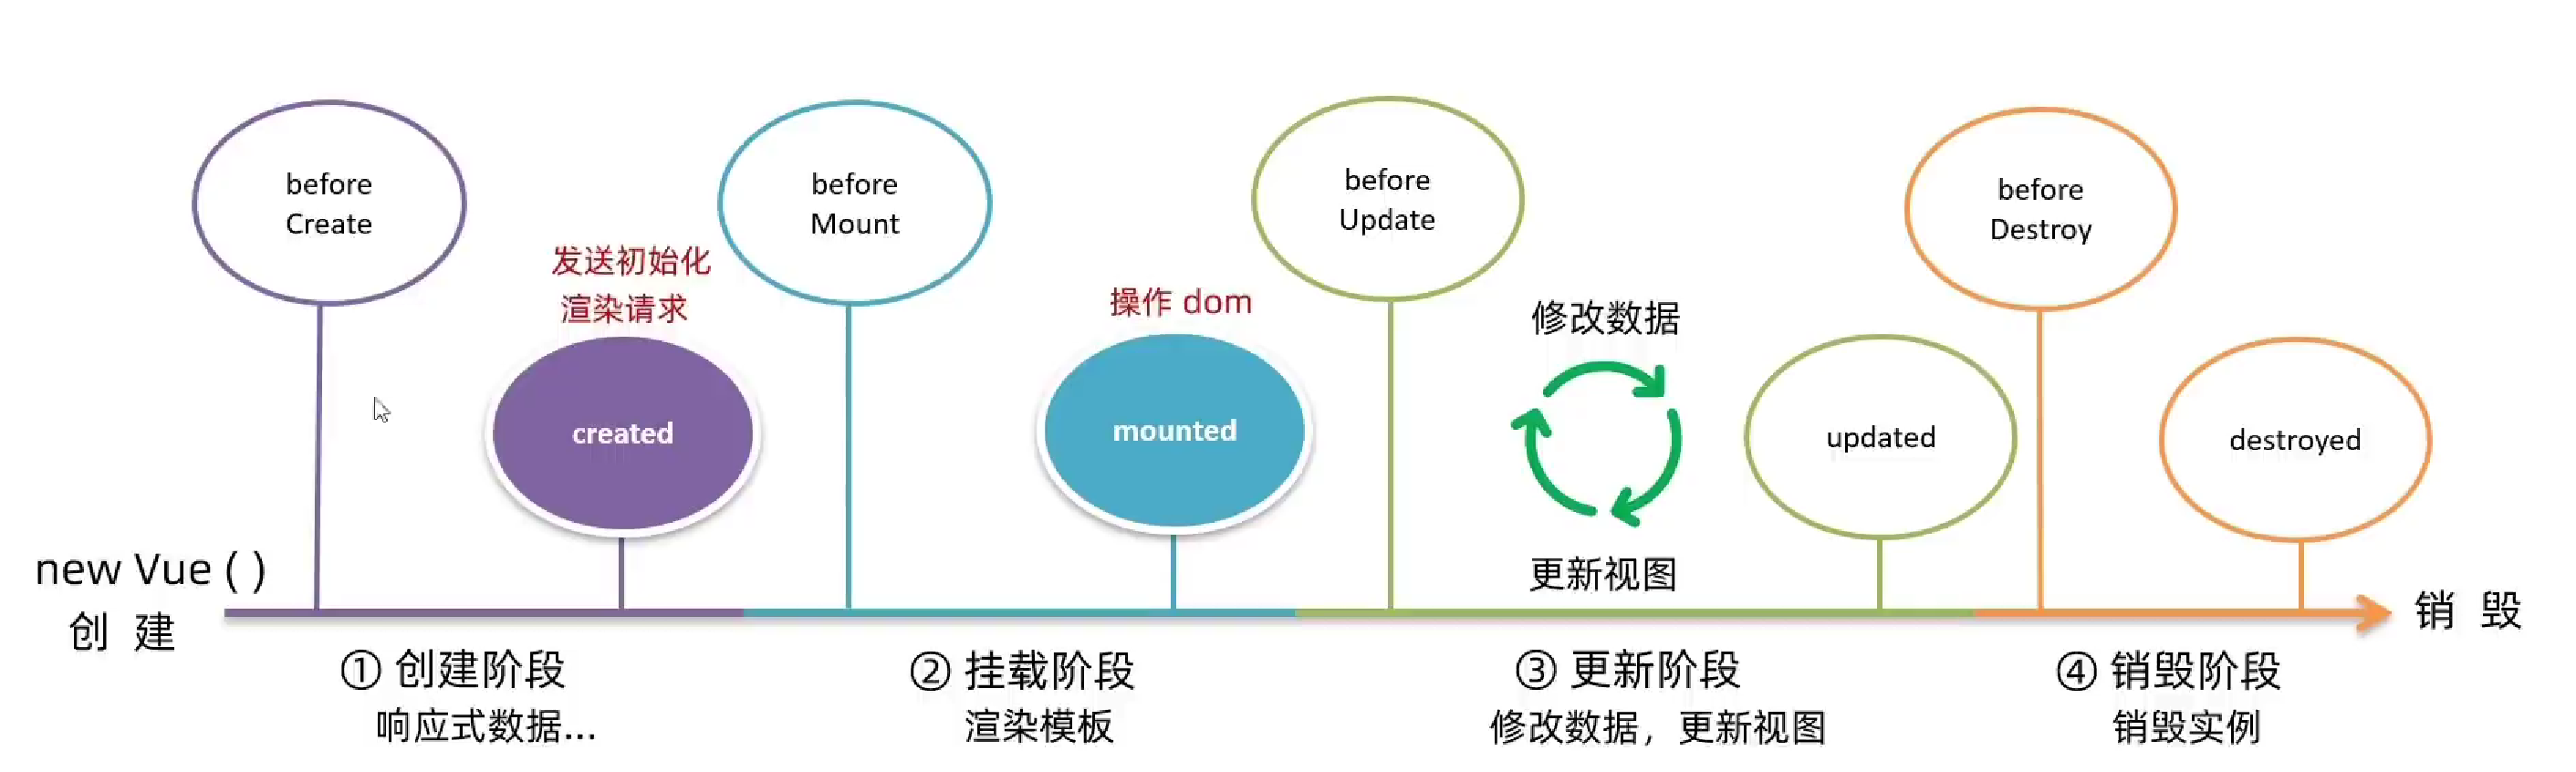 before
Create
发送初始化
渲染请求
created
before
Mount
操作 dom
mounted
before
Update
修改数据
更新视图
updated
before
Destroy
destroyed
new Vue ( )
创 建
销 毁
① 创建阶段
响应式数据...
② 挂载阶段
渲染模板
③ 更新阶段
修改数据，更新视图
④ 销毁阶段
销毁实例